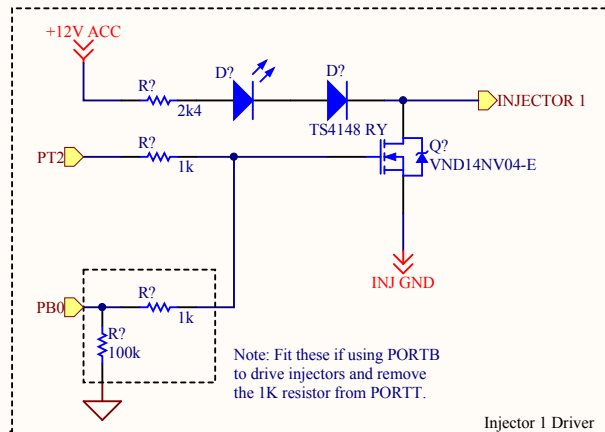 +12V ACC
R?
2k4
D?
D?
TS4148 RY
INJECTOR 1
PT2
R?
1k
Q?
VND14NV04-E
INJ GND
PB0
R?
1k
R?
100k
Note: Fit these if using PORTB
to drive injectors and remove
the 1K resistor from PORTT.
Injector 1 Driver